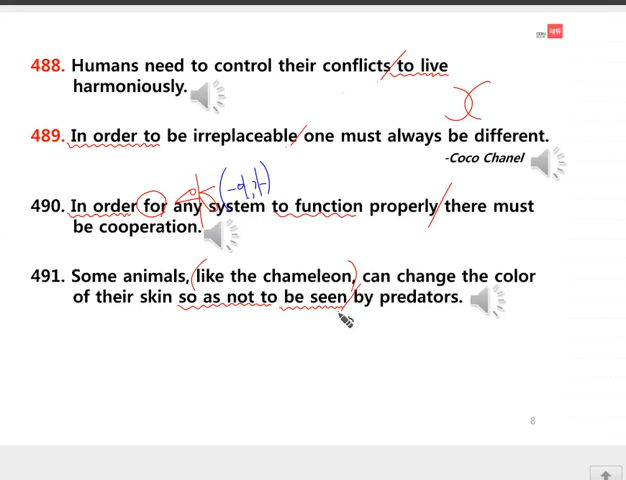 488. Humans need to control their conflicts to live
harmoniously.
489. In order to be irreplaceable one must always be different.
-Coco Chanel
490. In order for any system to function properly there must
be cooperation.
491. Some animals, like the chameleon, can change the color
of their skin so as not to be seen by predators.
8